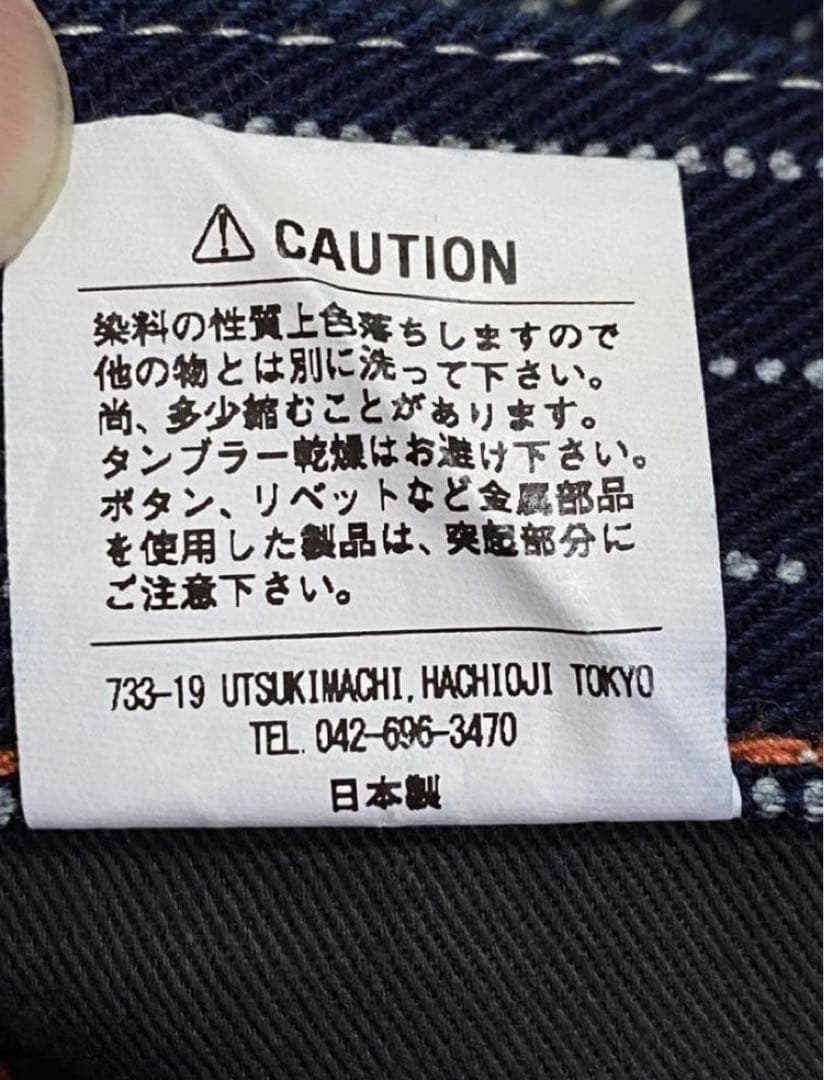 CAUTION
染料の性質上色落ちしますので
他の物とは別に洗って下さい。
尚、多少縮むことがあります。
タンブラー乾燥はお避け下さい。
ボタン、リベットなど金属部品
を使用した製品は、突起部分に
ご注意下さい。
733-19 UTSUKIMACHI, HACHIOJI TOKYO
TEL. 042-696-3470
日本製